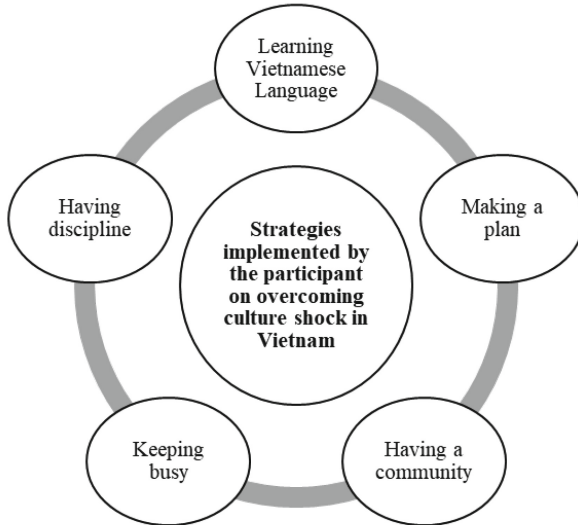 Learning
Vietnamese
Language
Having
discipline
Making a
plan
Strategies
implemented by
the participant
on overcoming
culture shock in
Vietnam
Keeping
busy
Having a
community